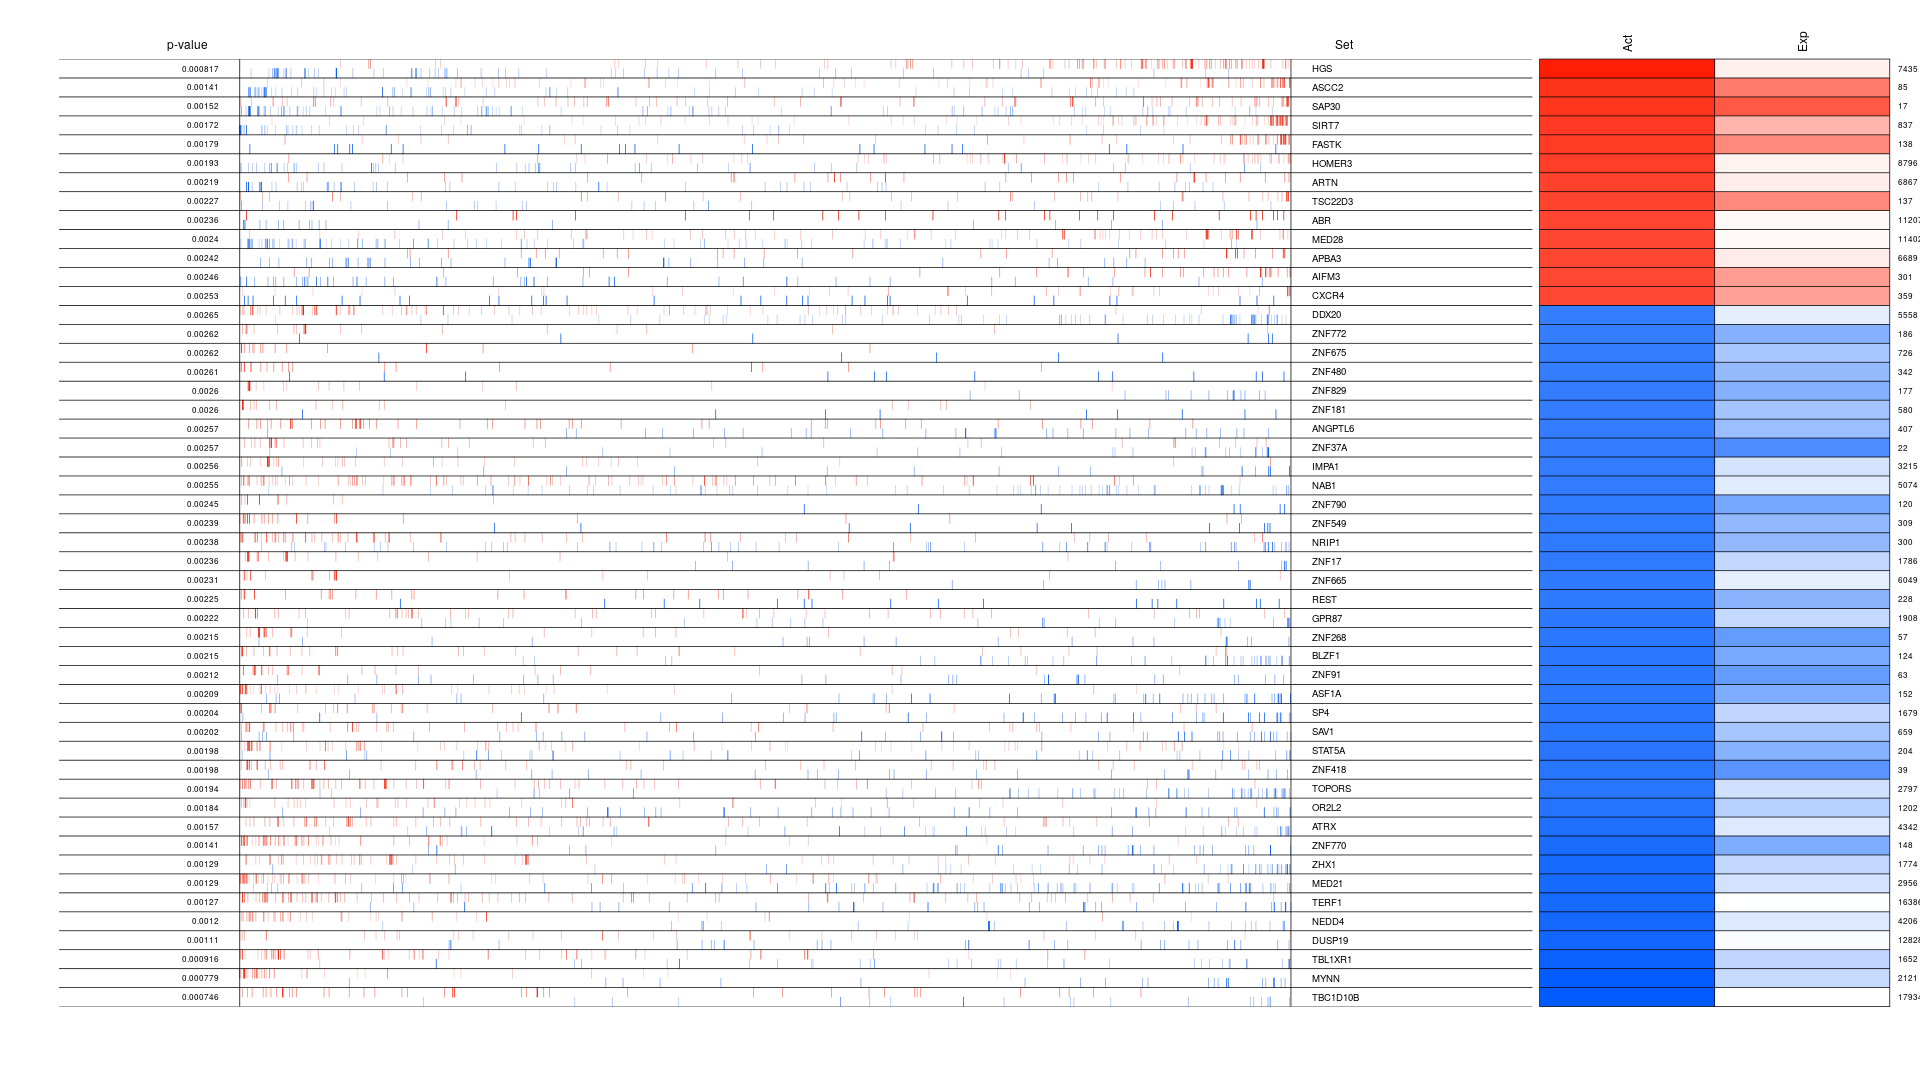 p-value Set Act Exp
0.000817 HGS 7435
0.00141 ASCC2 85
0.00152 SAP30 17
0.00172 SIRT7 837
0.00179 FASTK 138
0.00193 HOMER3 8796
0.00219 ARTN 6867
0.00227 TSC22D3 137
0.00236 ABR 11207
0.0024 MED28 11402
0.00242 APBA3 6689
0.00246 AIFM3 301
0.00253 CXCR4 359
0.00265 DDX20 5558
0.00262 ZNF772 186
0.00262 ZNF675 726
0.00261 ZNF480 342
0.0026 ZNF829 177
0.0026 ZNF181 580
0.00257 ANGPTL6 407
0.00257 ZNF37A 22
0.00256 IMPA1 3215
0.00255 NAB1 5074
0.00245 ZNF790 120
0.00239 ZNF549 309
0.00238 NRIP1 300
0.00236 ZNF17 1786
0.00231 ZNF665 6049
0.00225 REST 228
0.00222 GPR87 1908
0.00215 ZNF268 57
0.00215 BLZF1 124
0.00212 ZNF91 63
0.00209 ASF1A 152
0.00204 SP4 1679
0.00202 SAV1 659
0.00198 STAT5A 204
0.00198 ZNF418 39
0.00194 TOPORS 2797
0.00184 OR2L2 1202
0.00157 ATRX 4342
0.00141 ZNF770 148
0.00129 ZHX1 1774
0.00129 MED21 2956
0.00127 TERF1 16386
0.0012 NEDD4 4206
0.00111 DUSP19 12828
0.000916 TBL1XR1 1652
0.000779 MYNN 2121
0.000746 TBC1D10B 17934